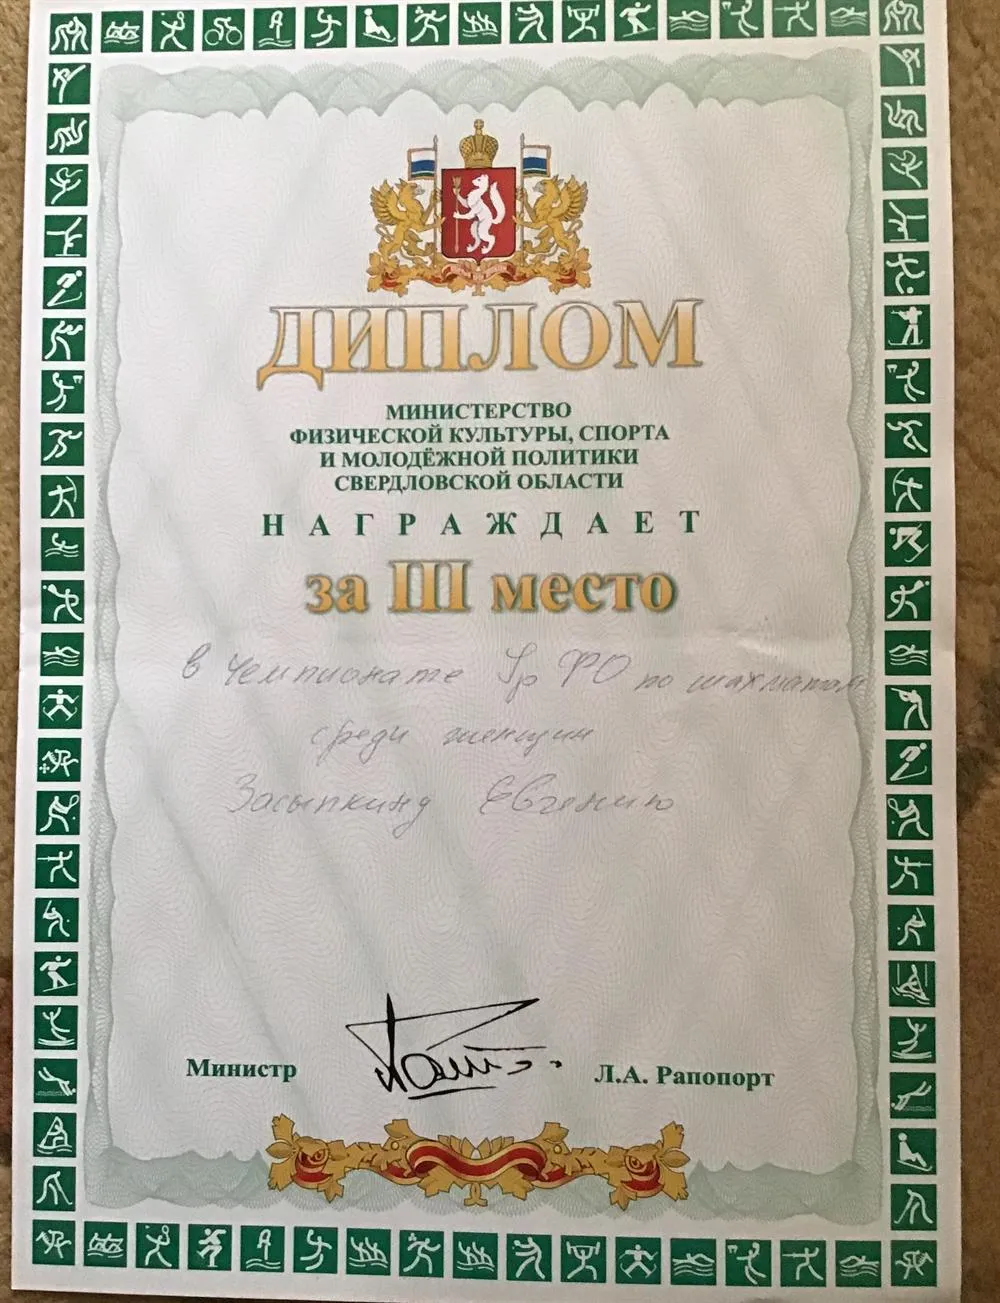 ДИПЛОМ
МИНИСТЕРСТВО
ФИЗИЧЕСКОЙ КУЛЬТУРЫ, СПОРТА
И МОЛОДЁЖНОЙ ПОЛИТИКИ
СВЕРДЛОВСКОЙ ОБЛАСТИ
НАГРАЖДАЕТ
за III место
в Чемпионате УрФО по шахматам
среди женщин
Засыпкину Евгению
Министр
Л.А. Рапопорт